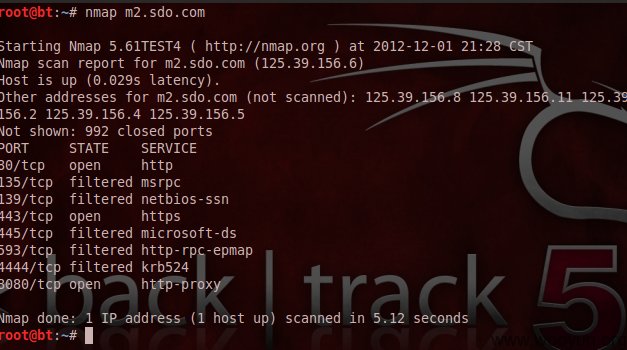 root@bt:~# nmap m2.sdo.com
Starting Nmap 5.61TEST4 ( http://nmap.org ) at 2012-12-01 21:28 CST
Nmap scan report for m2.sdo.com (125.39.156.6)
Host is up (0.029s latency).
Other addresses for m2.sdo.com (not scanned): 125.39.156.8 125.39.156.11 125.39
156.2 125.39.156.4 125.39.156.5
Not shown: 992 closed ports
PORT STATE SERVICE
80/tcp open http
135/tcp filtered msrpc
139/tcp filtered netbios-ssn
443/tcp open https
445/tcp filtered microsoft-ds
593/tcp filtered http-rpc-epmap
4444/tcp filtered krb524
8080/tcp open http-proxy
back | track 5
Nmap done: 1 IP address (1 host up) scanned in 5.12 seconds
root@bt:~#